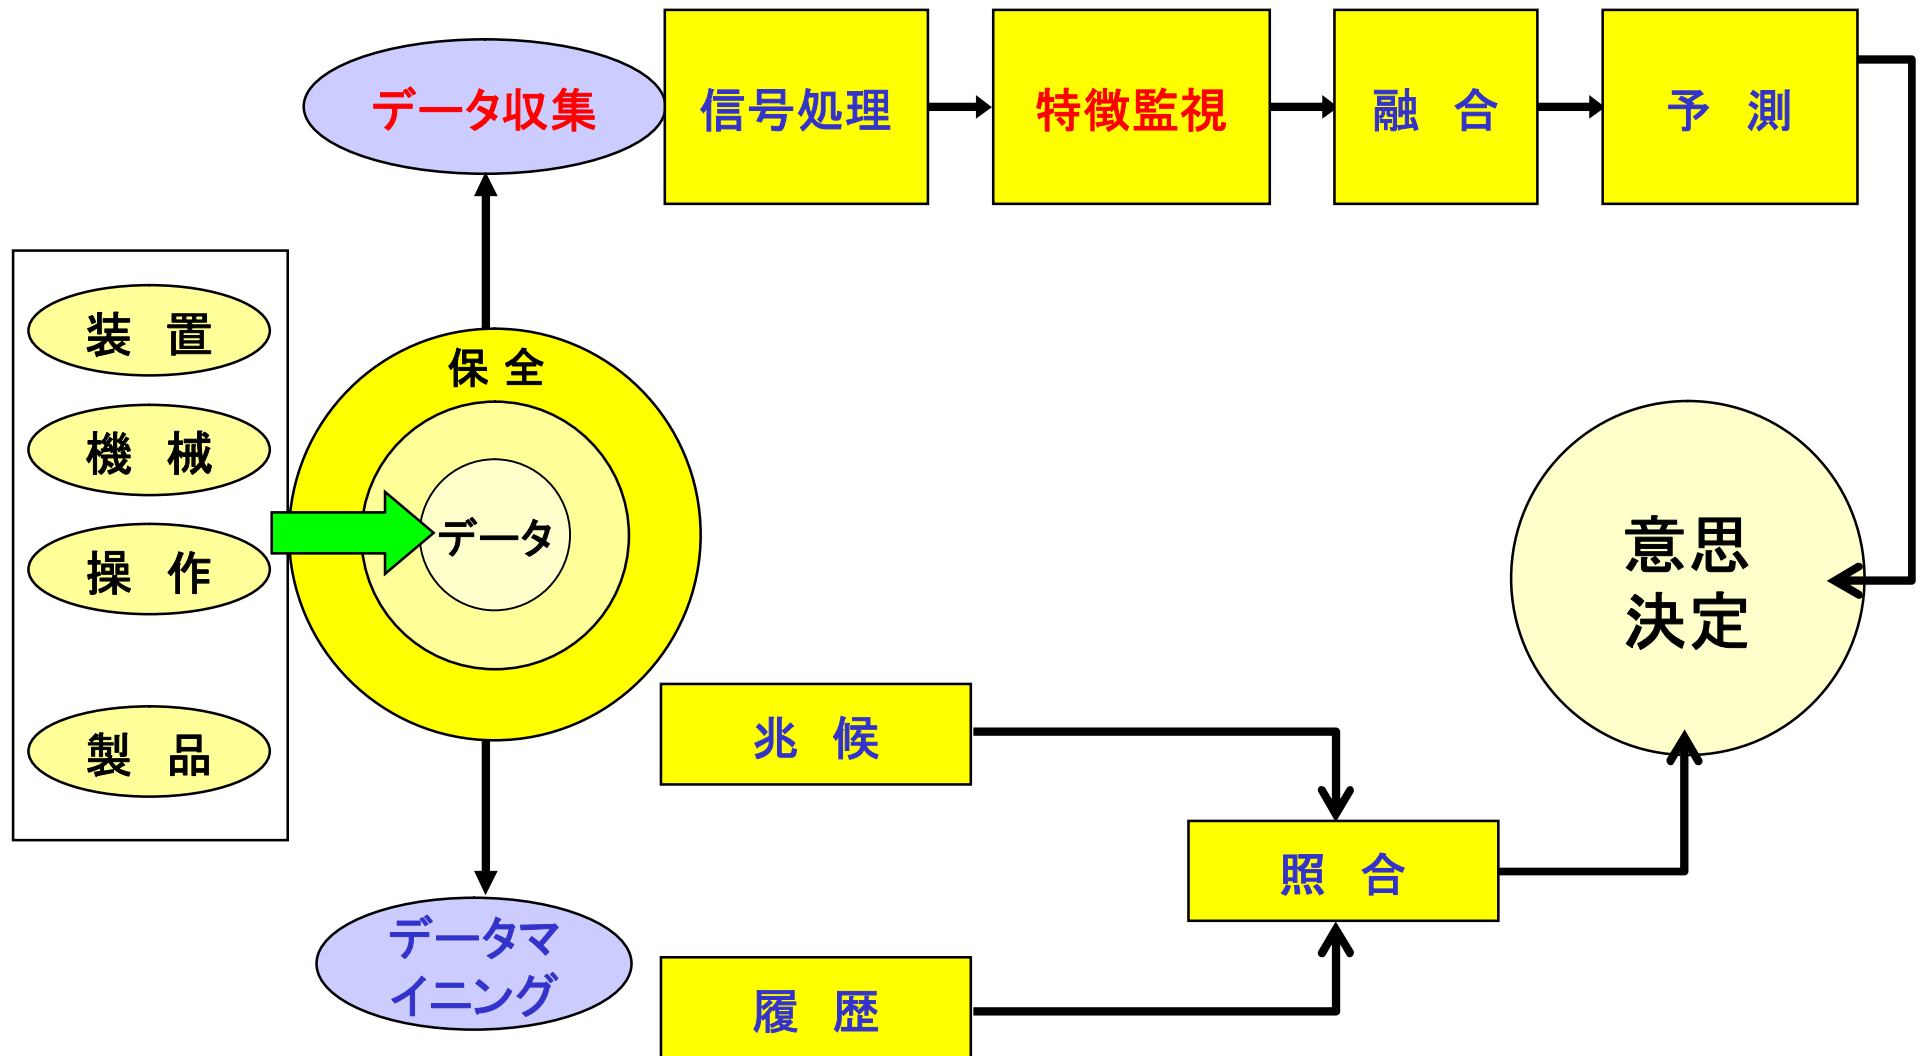 データ収集
信号処理
特徴監視
融 合
予 測
装 置
機 械
操 作
製 品
保 全
データ
意思
決定
兆 候
照 合
履 歴
データマ
イニング